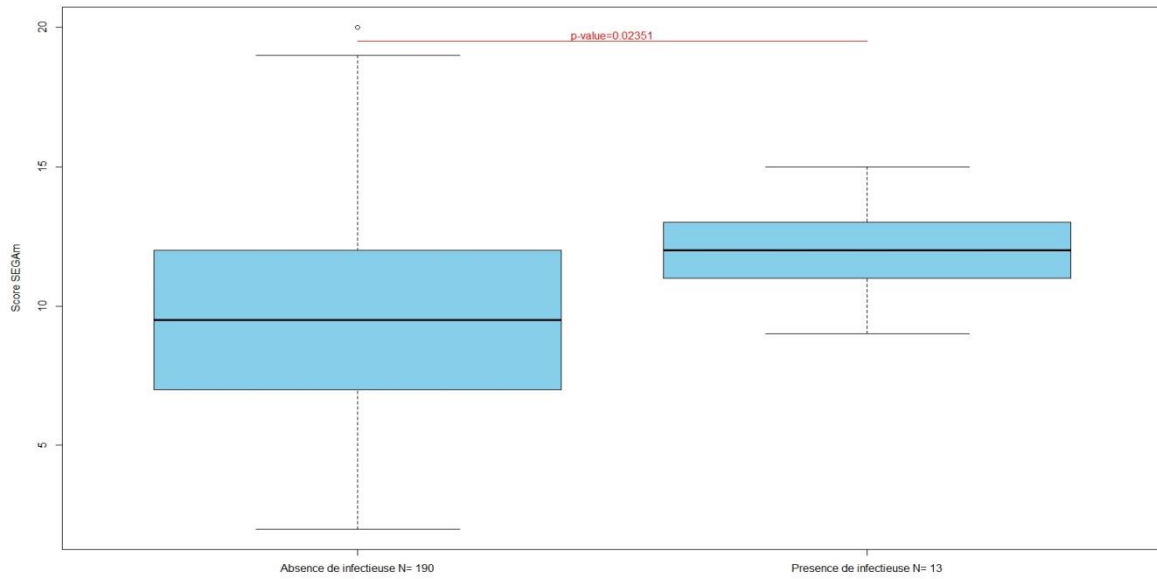 20
p-value=0.02351
15
Score SEGAm
10
5
Absence de infectieuse N= 190
Presence de infectieuse N= 13